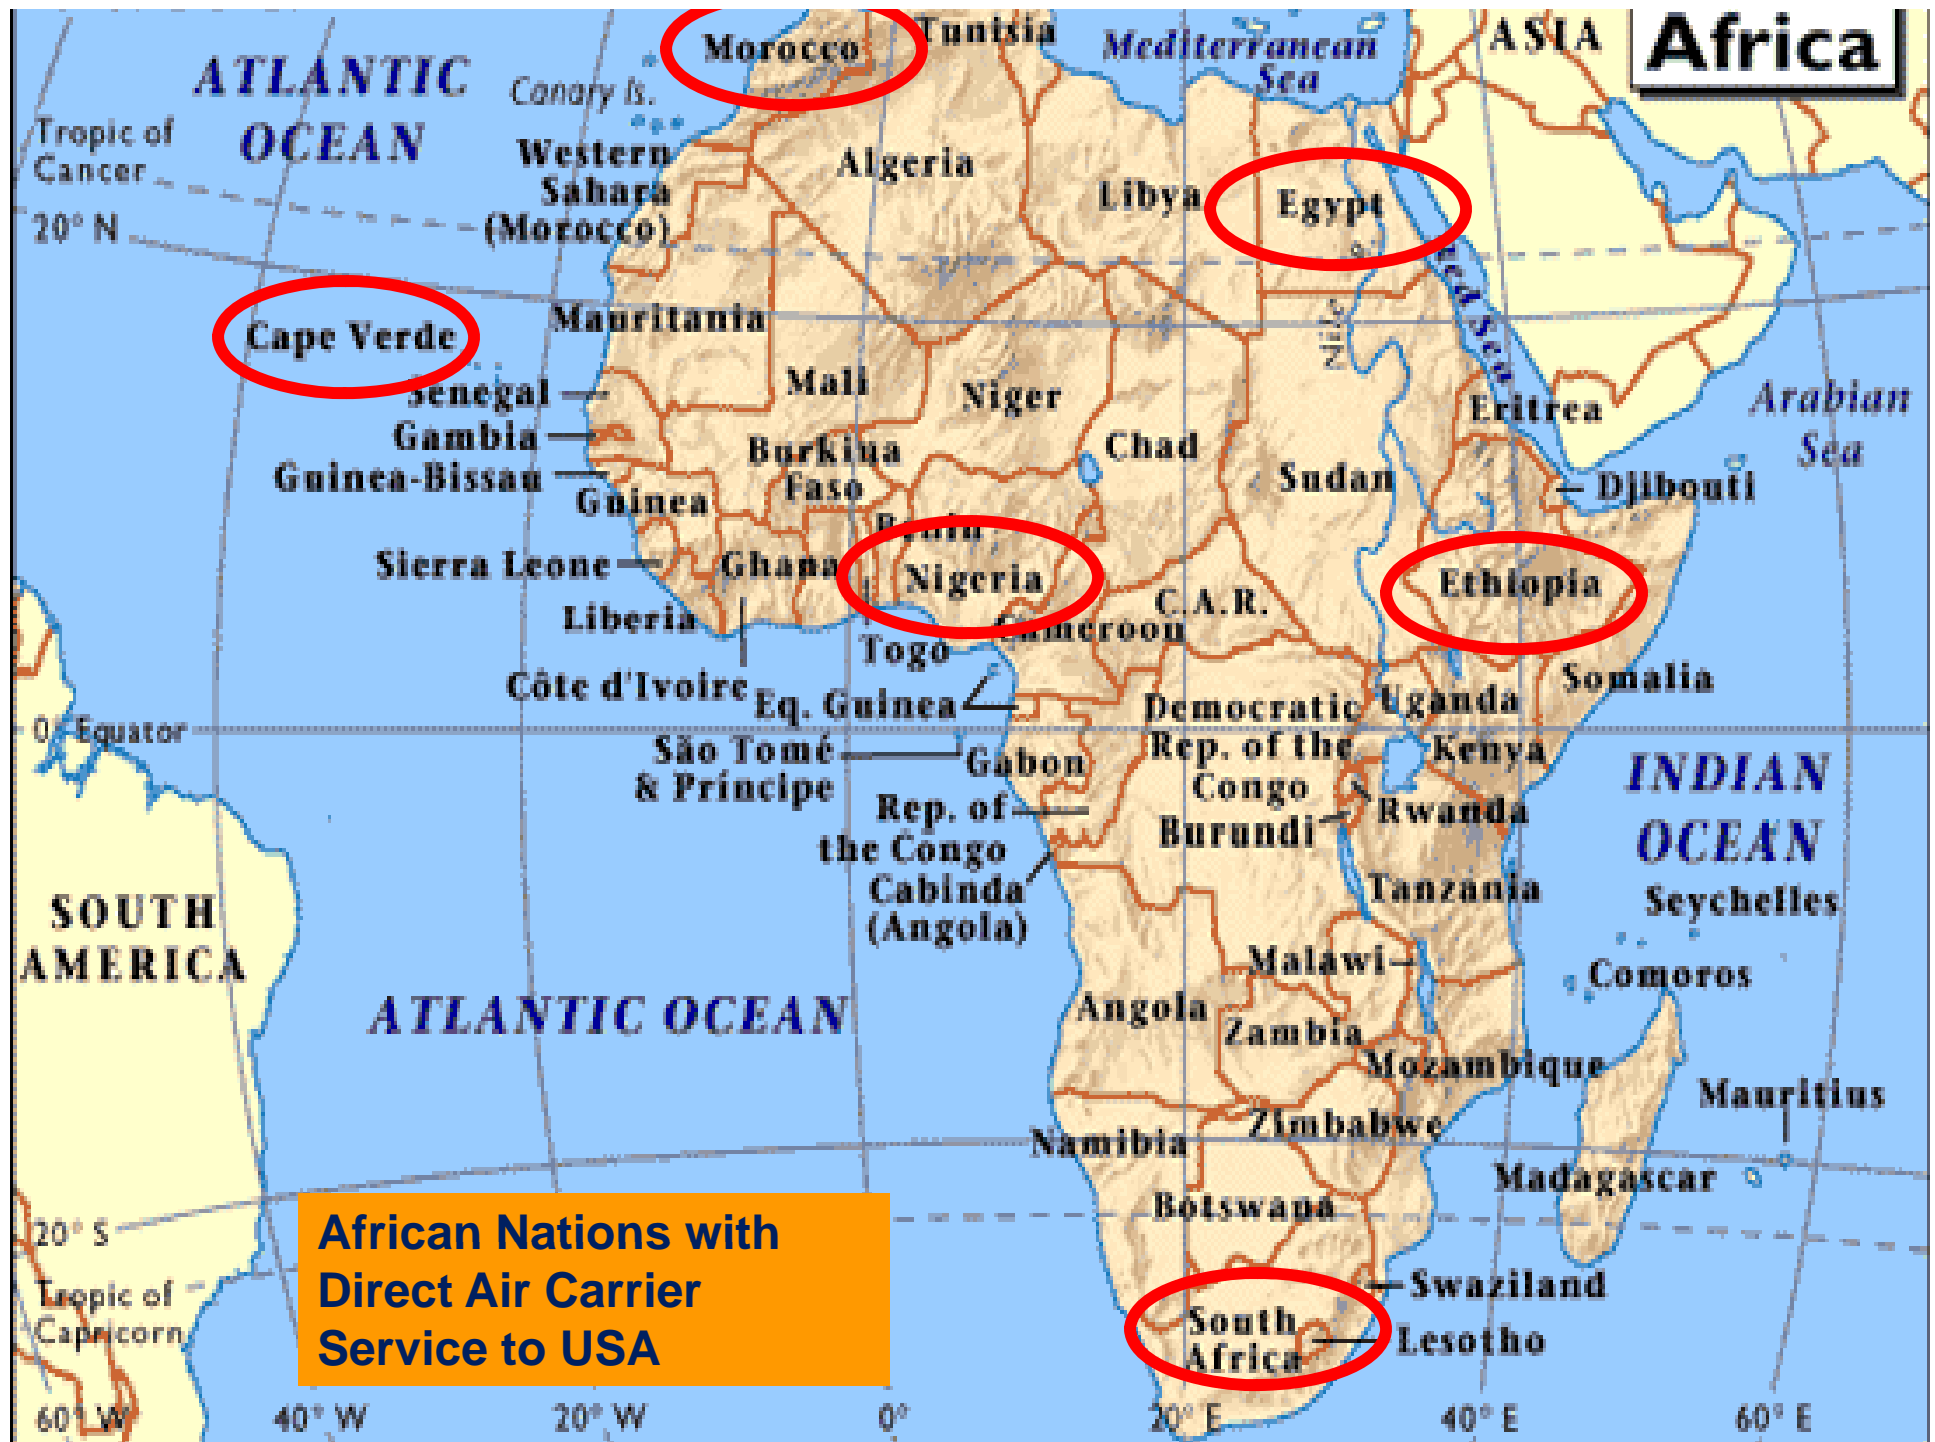 Africa
ASIA
Morocco
Tunisia
Mediterranean
Sea
ATLANTIC
OCEAN
Canary Is.
Tropic of
Cancer
Western
Sahara
(Morocco)
Algeria
Libya
Egypt
20° N
Red Sea
Nile
R.
Cape Verde
Mauritania
Mali
Niger
Chad
Sudan
Eritrea
Arabian
Sea
Senegal
Gambia
Guinea-Bissau
Guinea
Burkina
Faso
Benin
Djibouti
Sierra Leone
Ghana
Nigeria
Ethiopia
C.A.R.
Liberia
Togo
Cameroon
Côte d'Ivoire
Eq. Guinea
Democratic
Rep. of the
Congo
Uganda
Somalia
0° Equator
São Tomé
& Príncipe
Gabon
Kenya
INDIAN
OCEAN
Rep. of
the Congo
Burundi
Rwanda
Cabinda
(Angola)
Tanzania
Seychelles
SOUTH
AMERICA
Malawi
Comoros
ATLANTIC OCEAN
Angola
Zambia
Mozambique
Mauritius
Zimbabwe
Namibia
Madagascar
Botswana
20° S
African Nations with
Direct Air Carrier
Service to USA
Tropic of
Capricorn
Swaziland
South
Africa
Lesotho
60° W
40° W
20° W
0°
20° E
40° E
60° E